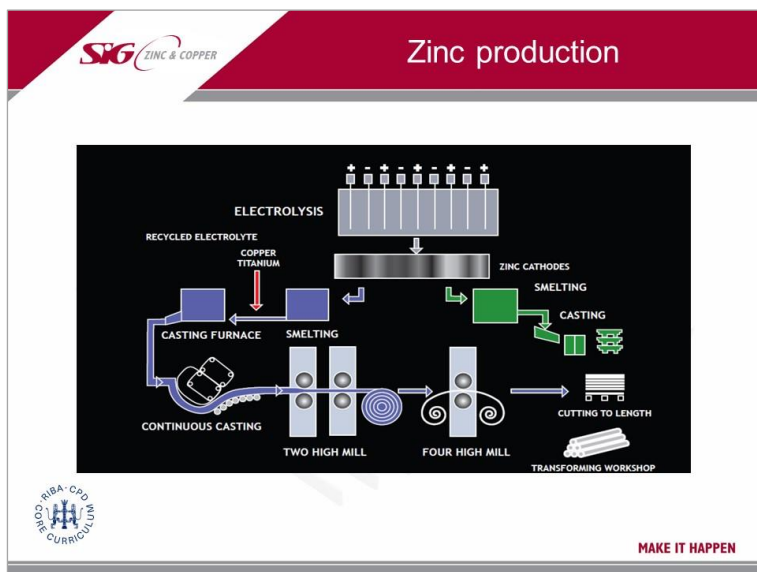 SIG ZINC & COPPER
Zinc production
+ - + - + - + - +
ELECTROLYSIS
RECYCLED ELECTROLYTE
COPPER
TITANIUM
ZINC CATHODES
SMELTING
CASTING
CASTING FURNACE
SMELTING
CONTINUOUS CASTING
TWO HIGH MILL
FOUR HIGH MILL
CUTTING TO LENGTH
TRANSFORMING WORKSHOP
·RIBA·CPD·
CORE CURRICULUM
MAKE IT HAPPEN